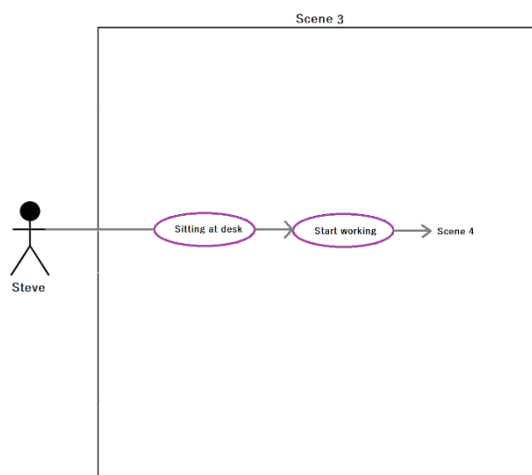 Scene 3
Sitting at desk
Start working
Scene 4
Steve